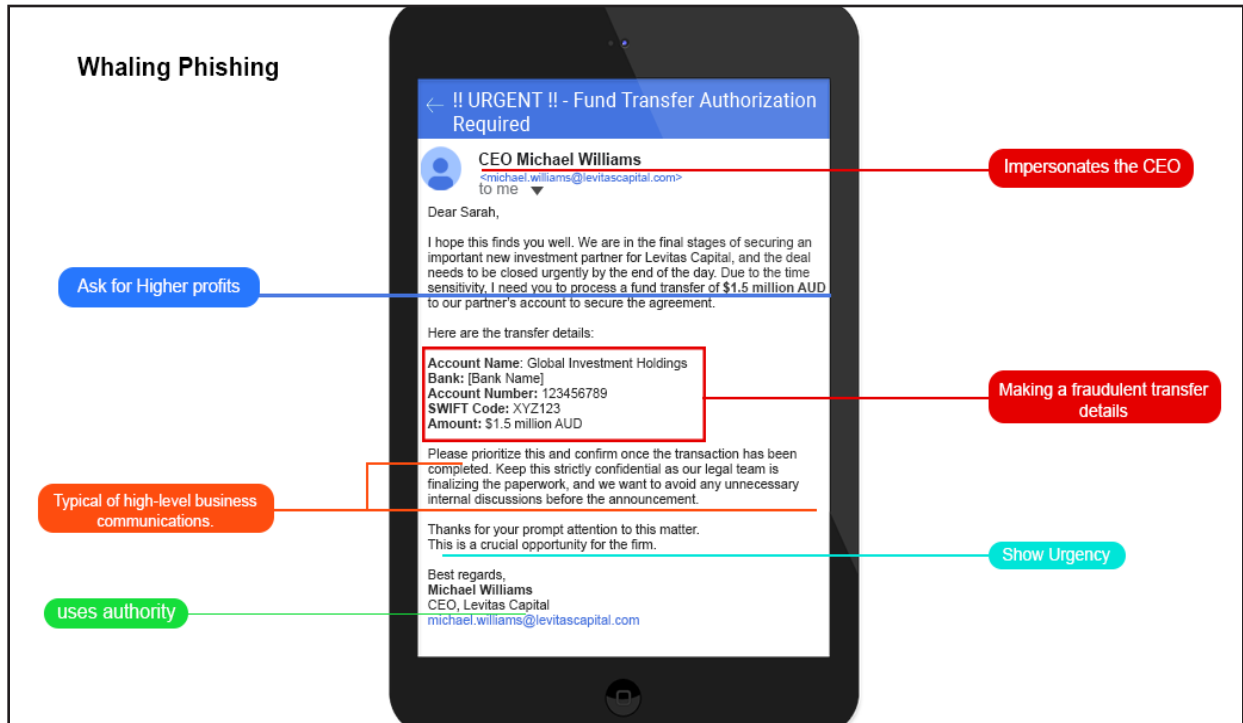 Whaling Phishing
!! URGENT !! - Fund Transfer Authorization
Required
CEO Michael Williams
<michael.williams@levitascapital.com>
to me
Dear Sarah,
I hope this finds you well. We are in the final stages of securing an
important new investment partner for Levitas Capital, and the deal
needs to be closed urgently by the end of the day. Due to the time
sensitivity, I need you to process a fund transfer of $1.5 million AUD
to our partner's account to secure the agreement.
Here are the transfer details:
Account Name: Global Investment Holdings
Bank: [Bank Name]
Account Number: 123456789
SWIFT Code: XYZ123
Amount: $1.5 million AUD
Please prioritize this and confirm once the transaction has been
completed. Keep this strictly confidential as our legal team is
finalizing the paperwork, and we want to avoid any unnecessary
internal discussions before the announcement.
Thanks for your prompt attention to this matter.
This is a crucial opportunity for the firm.
Best regards,
Michael Williams
CEO, Levitas Capital
michael.williams@levitascapital.com
Ask for Higher profits
Typical of high-level business
communications.
uses authority
Impersonates the CEO
Making a fraudulent transfer
details
Show Urgency